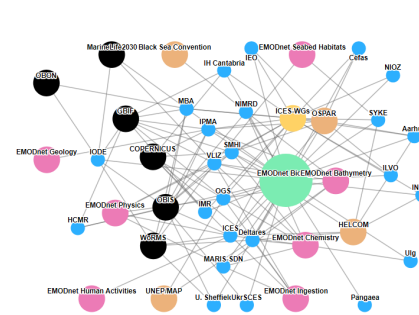 MarineLife2030
Black Sea Convention
IEO
EMODnet Seabed Habitats
Cefas
IH Cantabria
NIOZ
OBON
MBA
NIMRD
GBIF
ICES-WGs
OSPAR
SYKE
IPMA
Aarhu
EMODnet Geology
IODE
COPERNICUS
SMHI
VLIZ
EMODnet Bathymetry
ILVO
OGS
OBIS
IMR
EMODnet Physics
HCMR
ICES
Deltares
HELCOM
WoRMS
EMODnet Chemistry
MARIS-SDN
Ulg
EMODnet Human Activities
UNEP/MAP
U. Sheffield
UkrSCES
EMODnet Ingestion
Pangaea